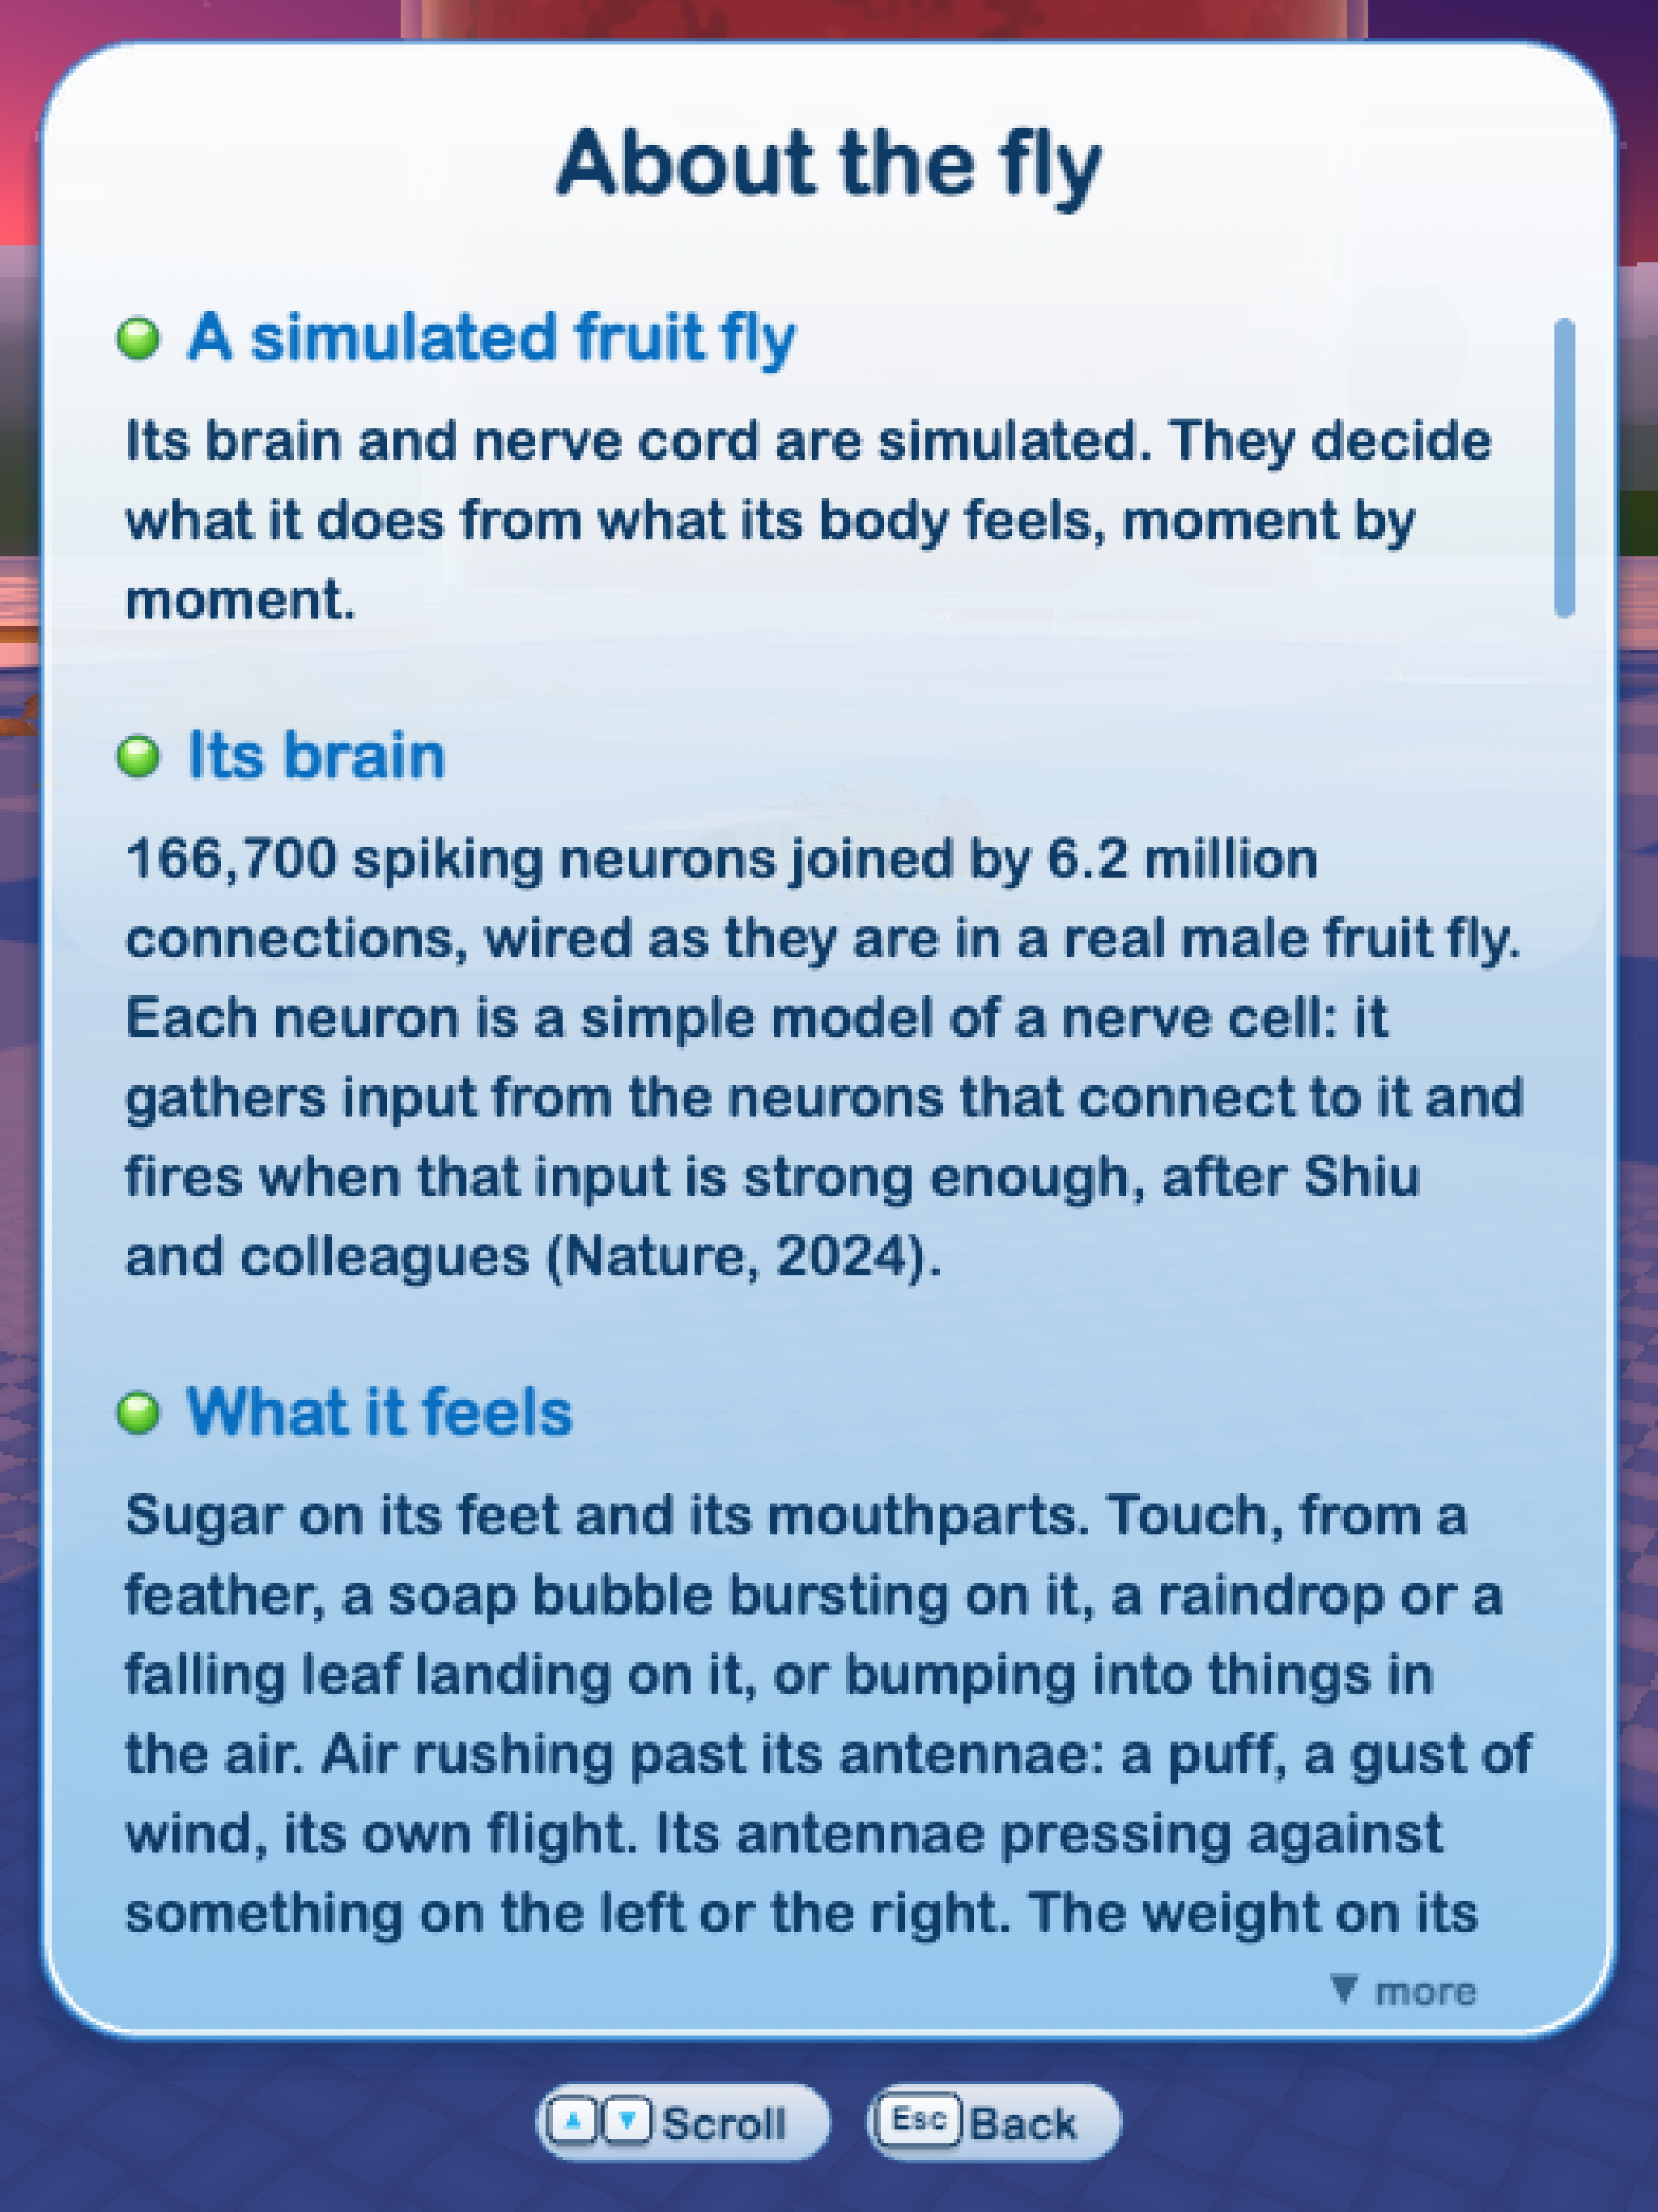 About the fly
A simulated fruit fly
Its brain and nerve cord are simulated. They decide
what it does from what its body feels, moment by
moment.
Its brain
166,700 spiking neurons joined by 6.2 million
connections, wired as they are in a real male fruit fly.
Each neuron is a simple model of a nerve cell: it
gathers input from the neurons that connect to it and
fires when that input is strong enough, after Shiu
and colleagues (Nature, 2024).
What it feels
Sugar on its feet and its mouthparts. Touch, from a
feather, a soap bubble bursting on it, a raindrop or a
falling leaf landing on it, or bumping into things in
the air. Air rushing past its antennae: a puff, a gust of
wind, its own flight. Its antennae pressing against
something on the left or the right. The weight on its
▼ more
▲ ▼ Scroll Esc Back